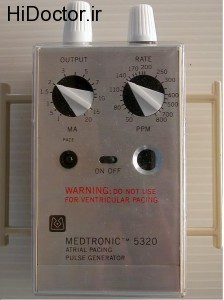 HiDoctor.ir
OUTPUT RATE
MA PPM
PACE
ON OFF
WARNING: DO NOT USE
FOR VENTRICULAR PACING
MEDTRONIC™ 5320
ATRIAL PACING
PULSE GENERATOR